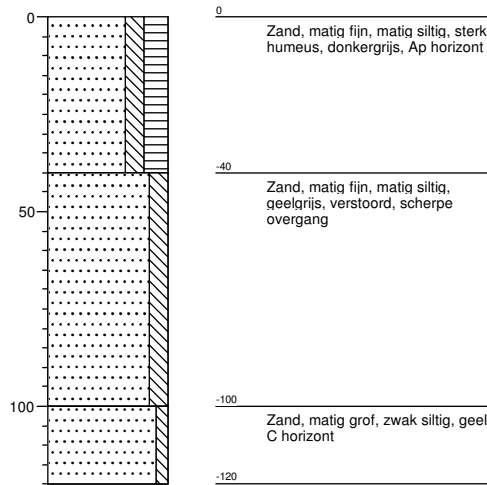 0
0
Zand, matig fijn, matig siltig, sterk
humeus, donkergrijs, Ap horizont
-40
Zand, matig fijn, matig siltig,
geelgrijs, verstoord, scherpe
overgang
50
-100
100
Zand, matig grof, zwak siltig, geel
C horizont
-120